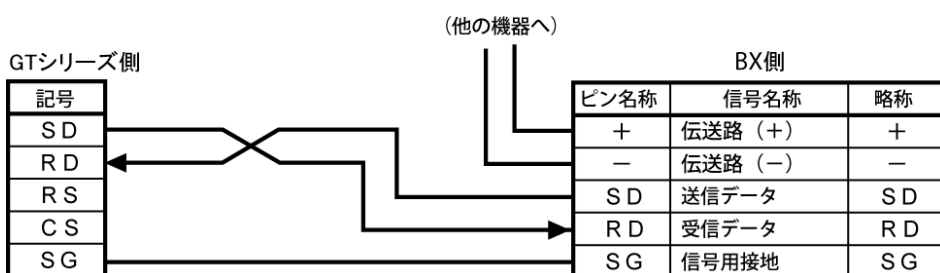 (他の機器へ)
GTシリーズ側
BX側
記号
SD
RD
RS
CS
SG
ピン名称 信号名称 略称
+ 伝送路(+) +
- 伝送路(-) -
SD 送信データ SD
RD 受信データ RD
SG 信号用接地 SG